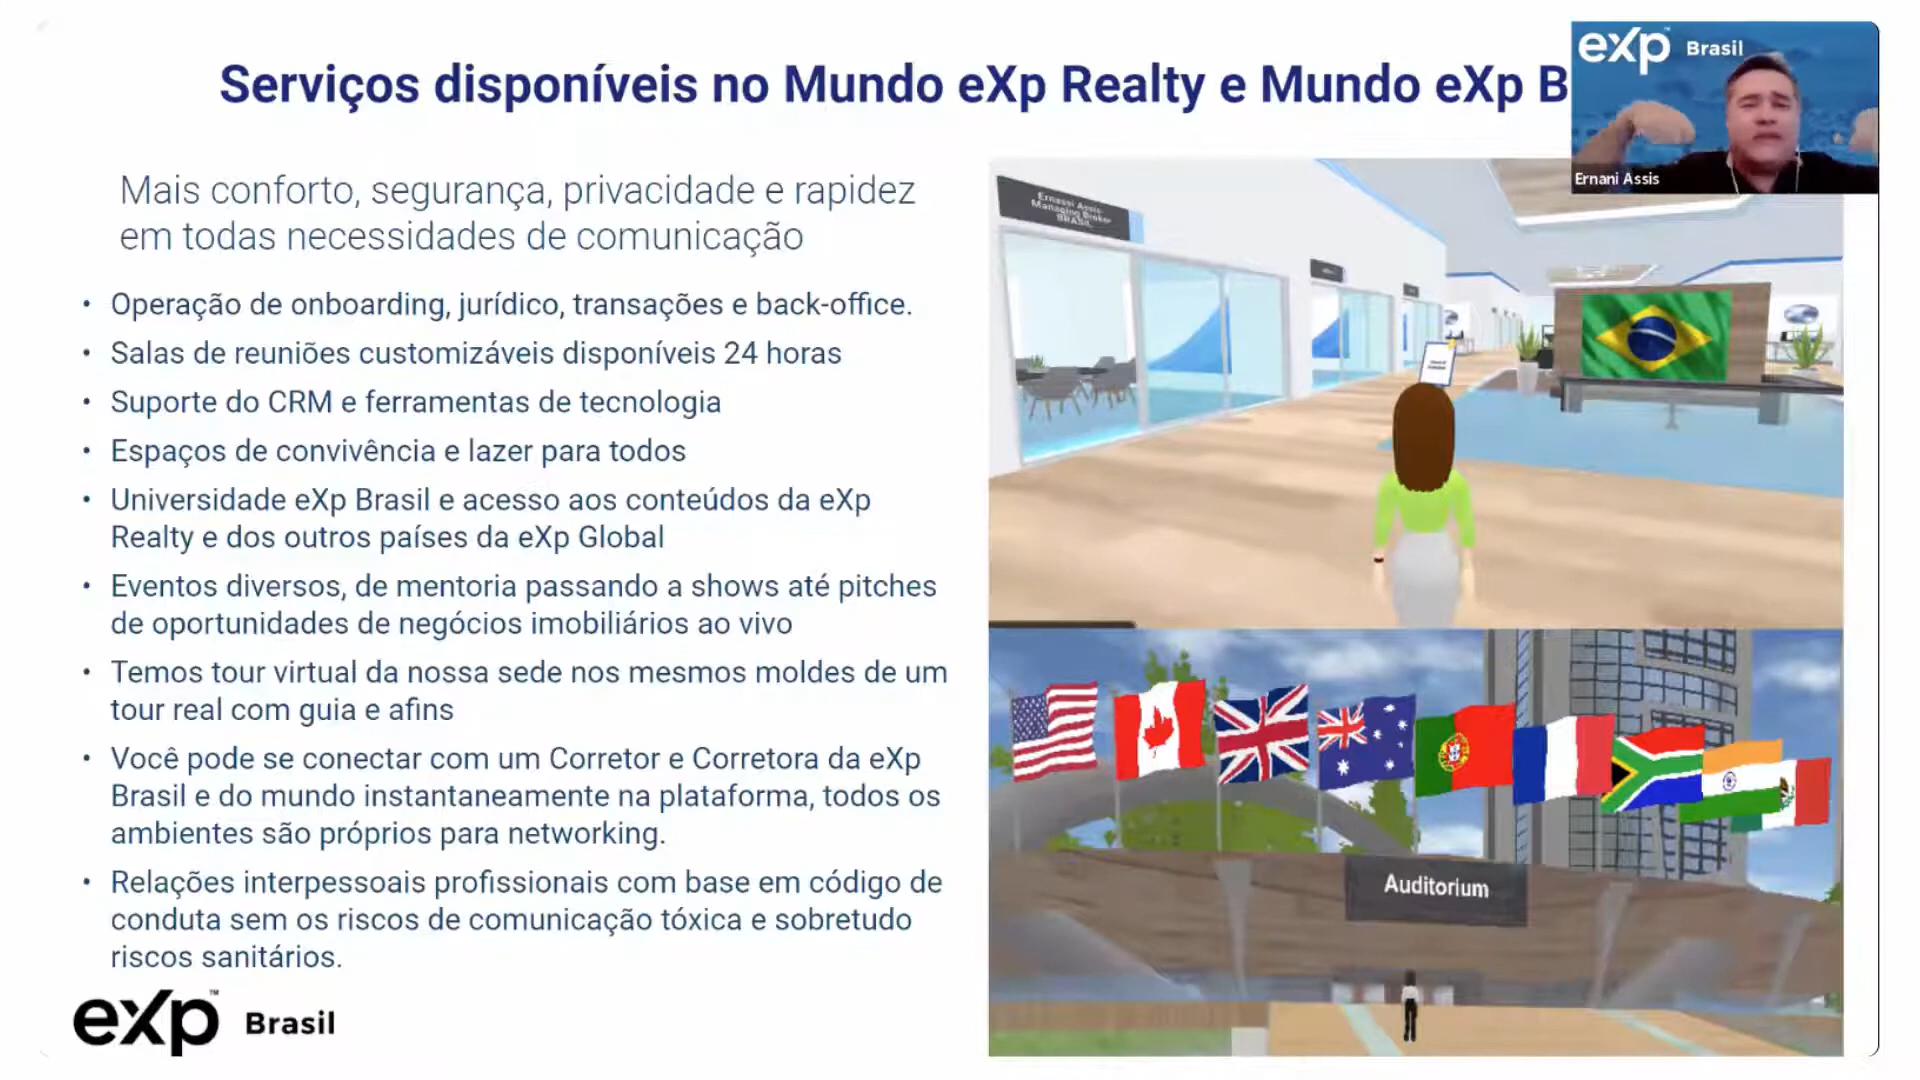 Serviços disponíveis no Mundo eXp Realty e Mundo eXp B
eXp Brasil
Ernani Assis
Mais conforto, segurança, privacidade e rapidez
em todas necessidades de comunicação
• Operação de onboarding, jurídico, transações e back-office.
• Salas de reuniões customizáveis disponíveis 24 horas
• Suporte do CRM e ferramentas de tecnologia
• Espaços de convivência e lazer para todos
• Universidade eXp Brasil e acesso aos conteúdos da eXp
Realty e dos outros países da eXp Global
• Eventos diversos, de mentoria passando a shows até pitches
de oportunidades de negócios imobiliários ao vivo
• Temos tour virtual da nossa sede nos mesmos moldes de um
tour real com guia e afins
• Você pode se conectar com um Corretor e Corretora da eXp
Brasil e do mundo instantaneamente na plataforma, todos os
ambientes são próprios para networking.
• Relações interpessoais profissionais com base em código de
conduta sem os riscos de comunicação tóxica e sobretudo
riscos sanitários.
eXp™ Brasil
Assis-
Managing Broker
BRASIL
Auditorium